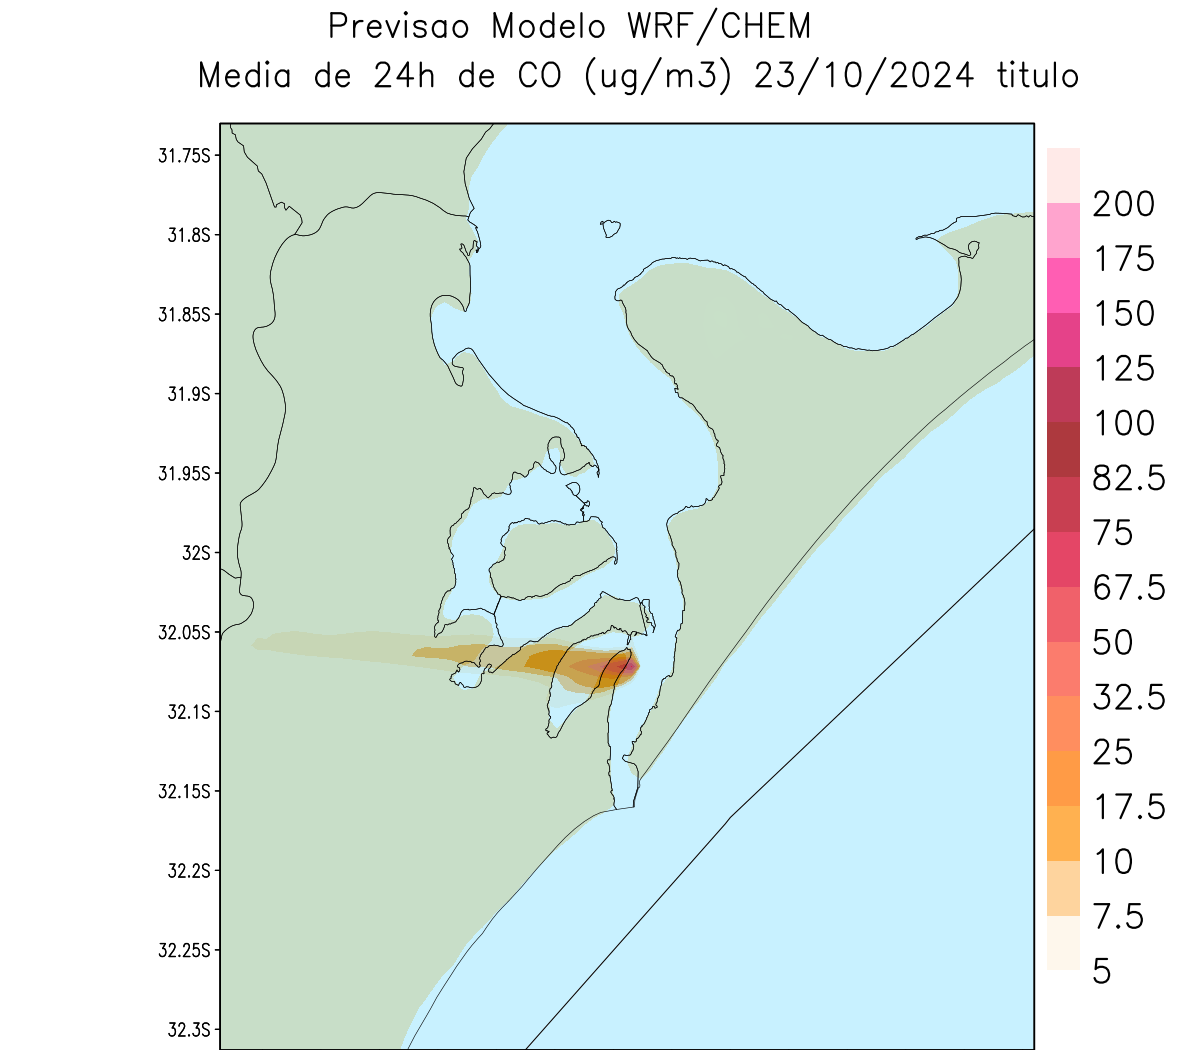 Previsao Modelo WRF/CHEM
Media de 24h de CO (ug/m3) 23/10/2024 titulo
31.75S
31.8S
31.85S
31.9S
31.95S
32S
32.05S
32.1S
32.15S
32.2S
32.25S
32.3S
200
175
150
125
100
82.5
75
67.5
50
32.5
25
17.5
10
7.5
5